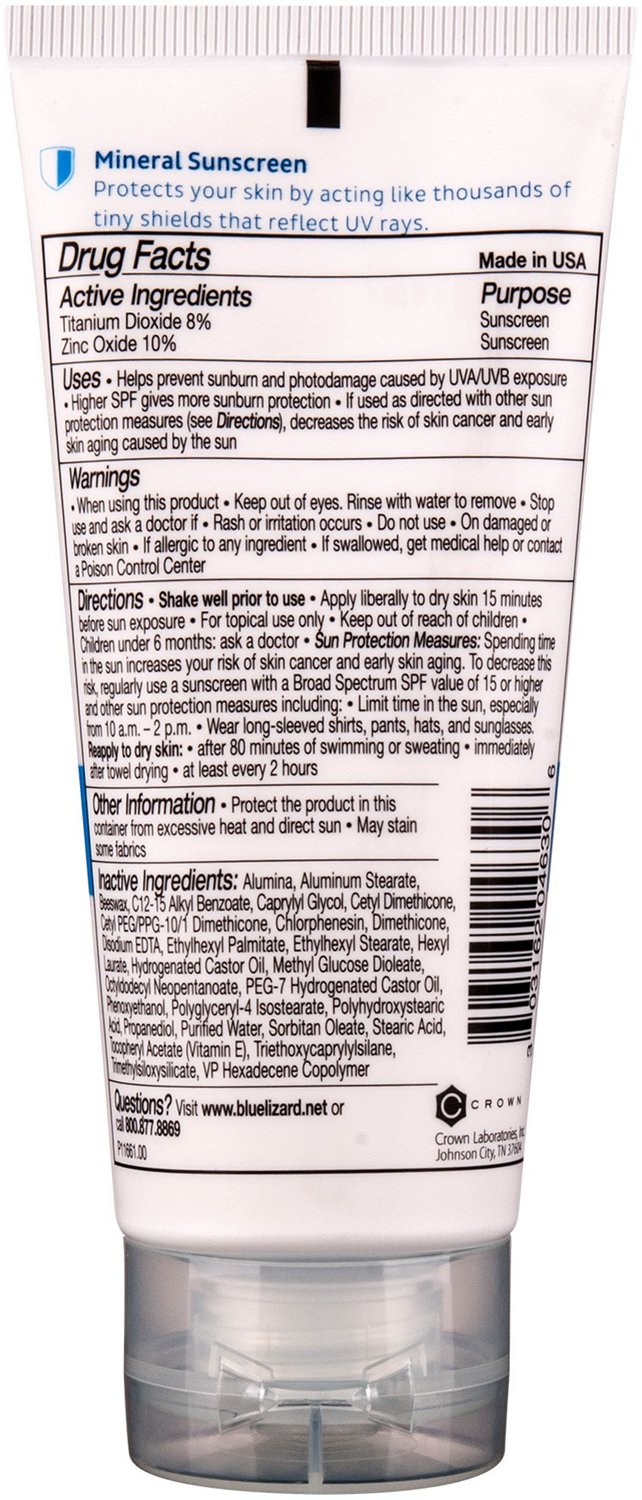 Mineral Sunscreen
Protects your skin by acting like thousands of
tiny shields that reflect UV rays.
Drug Facts Made in USA
Active Ingredients Purpose
Titanium Dioxide 8% Sunscreen
Zinc Oxide 10% Sunscreen
Uses • Helps prevent sunburn and photodamage caused by UVA/UVB exposure
• Higher SPF gives more sunburn protection • If used as directed with other sun
protection measures (see Directions), decreases the risk of skin cancer and early
skin aging caused by the sun
Warnings
• When using this product • Keep out of eyes. Rinse with water to remove • Stop
use and ask a doctor if • Rash or irritation occurs • Do not use • On damaged or
broken skin • If allergic to any ingredient • If swallowed, get medical help or contact
a Poison Control Center
Directions • Shake well prior to use • Apply liberally to dry skin 15 minutes
before sun exposure • For topical use only • Keep out of reach of children •
Children under 6 months: ask a doctor • Sun Protection Measures: Spending time
in the sun increases your risk of skin cancer and early skin aging. To decrease this
risk, regularly use a sunscreen with a Broad Spectrum SPF value of 15 or higher
and other sun protection measures including: • Limit time in the sun, especially
from 10 a.m. – 2 p.m. • Wear long-sleeved shirts, pants, hats, and sunglasses.
Reapply to dry skin: • after 80 minutes of swimming or sweating • immediately
after towel drying • at least every 2 hours
Other Information • Protect the product in this
container from excessive heat and direct sun • May stain
some fabrics
Inactive Ingredients: Alumina, Aluminum Stearate,
Beeswax, C12-15 Alkyl Benzoate, Caprylyl Glycol, Cetyl Dimethicone,
Cetyl PEG/PPG-10/1 Dimethicone, Chlorphenesin, Dimethicone,
Disodium EDTA, Ethylhexyl Palmitate, Ethylhexyl Stearate, Hexyl
Laurate, Hydrogenated Castor Oil, Methyl Glucose Dioleate,
Octyldodecyl Neopentanoate, PEG-7 Hydrogenated Castor Oil,
Phenoxyethanol, Polyglyceryl-4 Isostearate, Polyhydroxystearic
Acid, Propanediol, Purified Water, Sorbitan Oleate, Stearic Acid,
Tocopheryl Acetate (Vitamin E), Triethoxycaprylylsilane,
Trimethylsiloxysilicate, VP Hexadecene Copolymer
3 03162 04630 6
Questions? Visit www.bluelizard.net or
call 800.877.8869
P11661.00
C CROWN
Crown Laboratories, Inc.
Johnson City, TN 37604